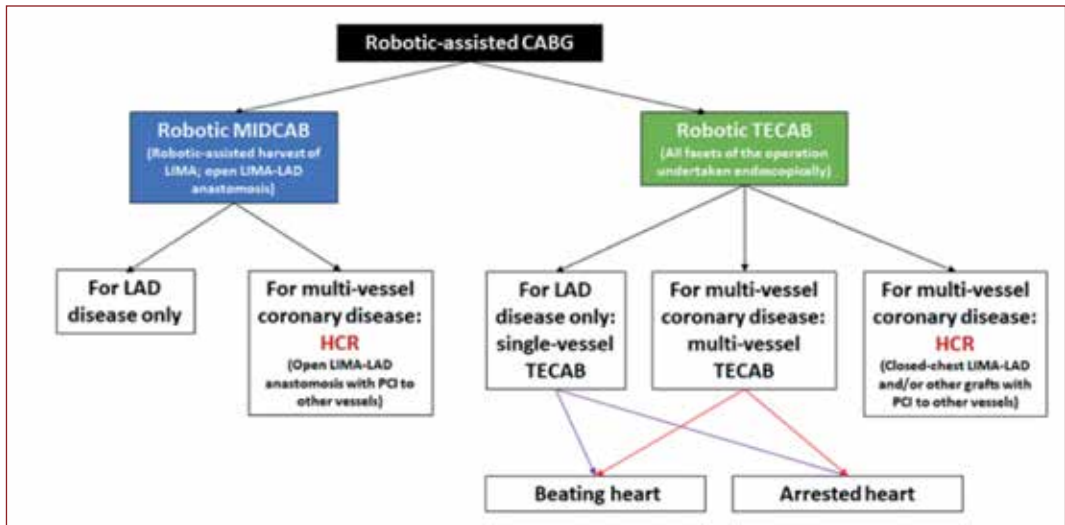 Robotic-assisted CABG
Robotic MIDCAB
(Robotic-assisted harvest of
LIMA; open LIMA-LAD
anastomosis)
Robotic TECAB
(All facets of the operation
undertaken endoscopically)
For LAD
disease only
For multi-vessel
coronary disease:
HCR
(Open LIMA-LAD
anastomosis with PCI to
other vessels)
For LAD
disease only:
single-vessel
TECAB
For multi-vessel
coronary disease:
multi-vessel
TECAB
For multi-vessel
coronary disease:
HCR
(Closed-chest LIMA-LAD
and/or other grafts with
PCI to other vessels)
Beating heart
Arrested heart